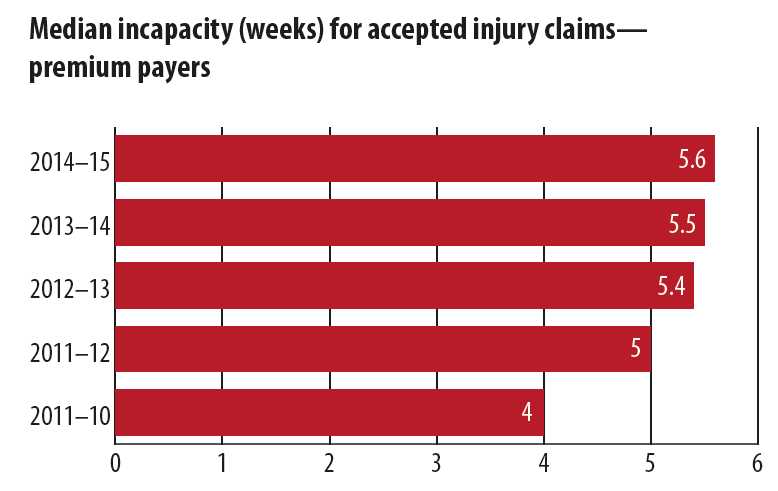 Median incapacity (weeks) for accepted injury claims—
premium payers
2014–15 5.6
2013–14 5.5
2012–13 5.4
2011–12 5
2011–10 4
0 1 2 3 4 5 6